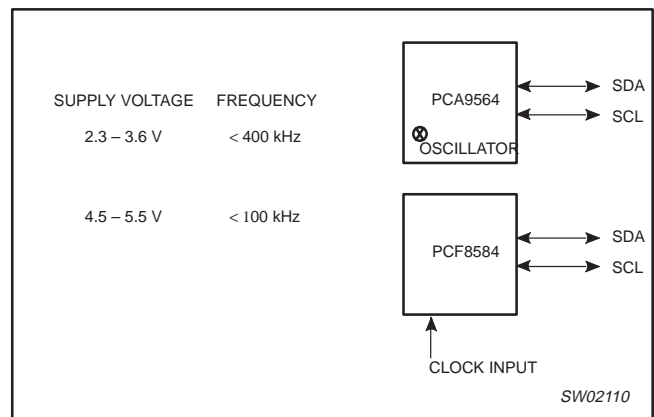 SUPPLY VOLTAGE FREQUENCY
2.3 – 3.6 V < 400 kHz
4.5 – 5.5 V < 100 kHz
PCA9564
OSCILLATOR
SDA
SCL
PCF8584
SDA
SCL
CLOCK INPUT
SW02110